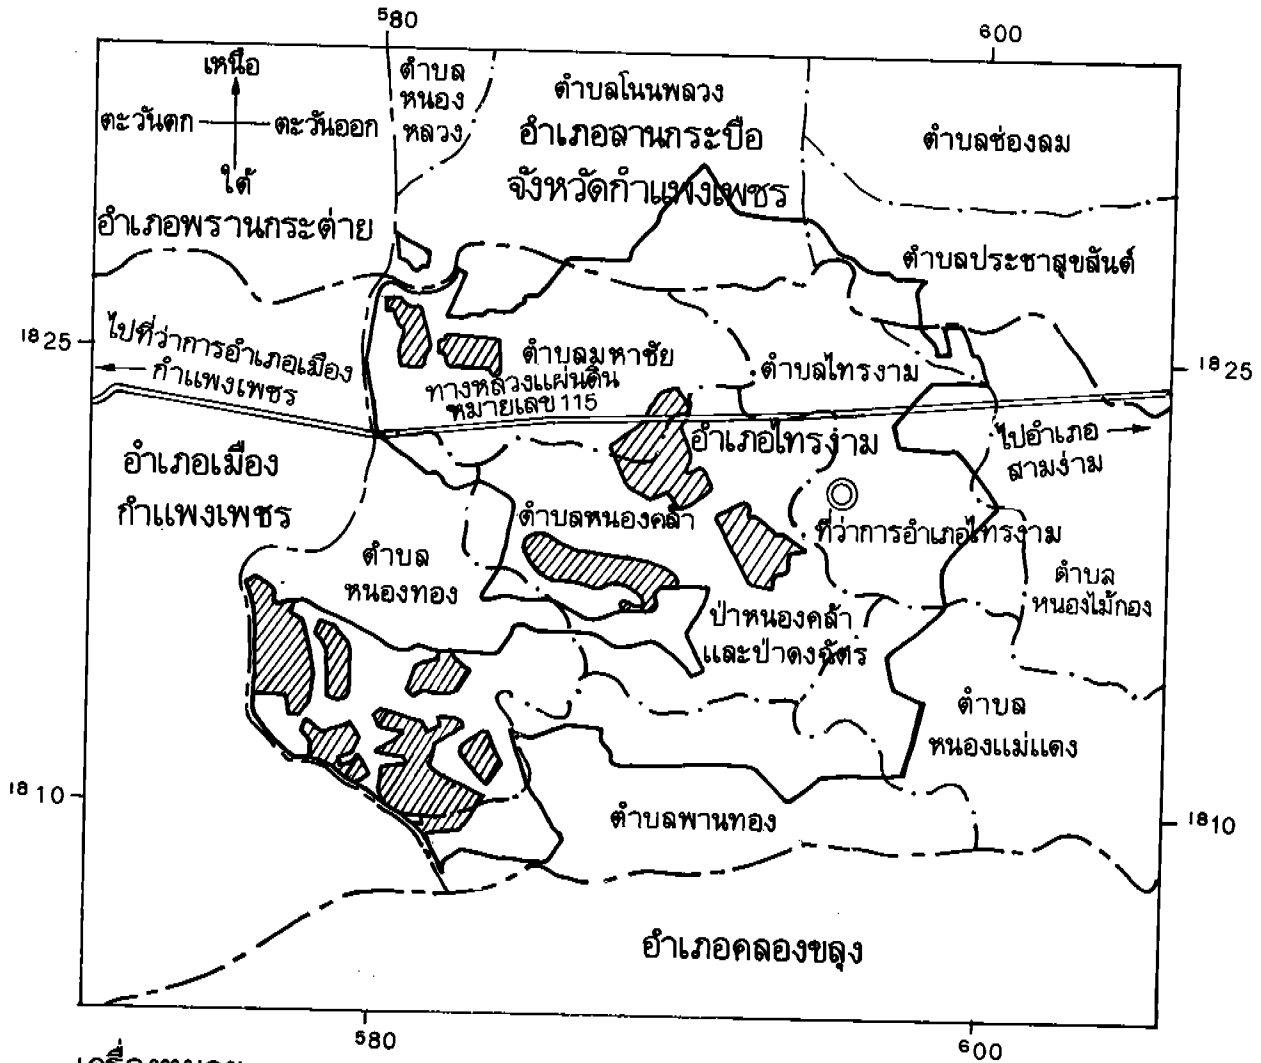 580
600
เหนือ
ตะวันตก
ตะวันออก
ใต้
ตำบล
หนอง
หลวง
ตำบลโนนพลวง
อำเภอลานกระบือ
จังหวัดกำแพงเพชร
ตำบลช่องลม
อำเภอพรานกระต่าย
ตำบลประชาสุขสันต์
1825
ไปที่ว่าการอำเภอเมือง
กำแพงเพชร
ตำบลมหาชัย
ทางหลวงแผ่นดิน
หมายเลข 115
ตำบลไทรงาม
1825
อำเภอไทรงาม
ไปอำเภอ
สามง่าม
อำเภอเมือง
กำแพงเพชร
ตำบลหนองคล้า
ที่ว่าการอำเภอไทรงาม
ตำบล
หนองทอง
ตำบล
หนองไม้กอง
ป่าหนองคล้า
และป่าดงฉัตร
ตำบล
หนองแม่แตง
1810
ตำบลพานทอง
1810
อำเภอคลองขลุง
580
600
เครื่องหมาย